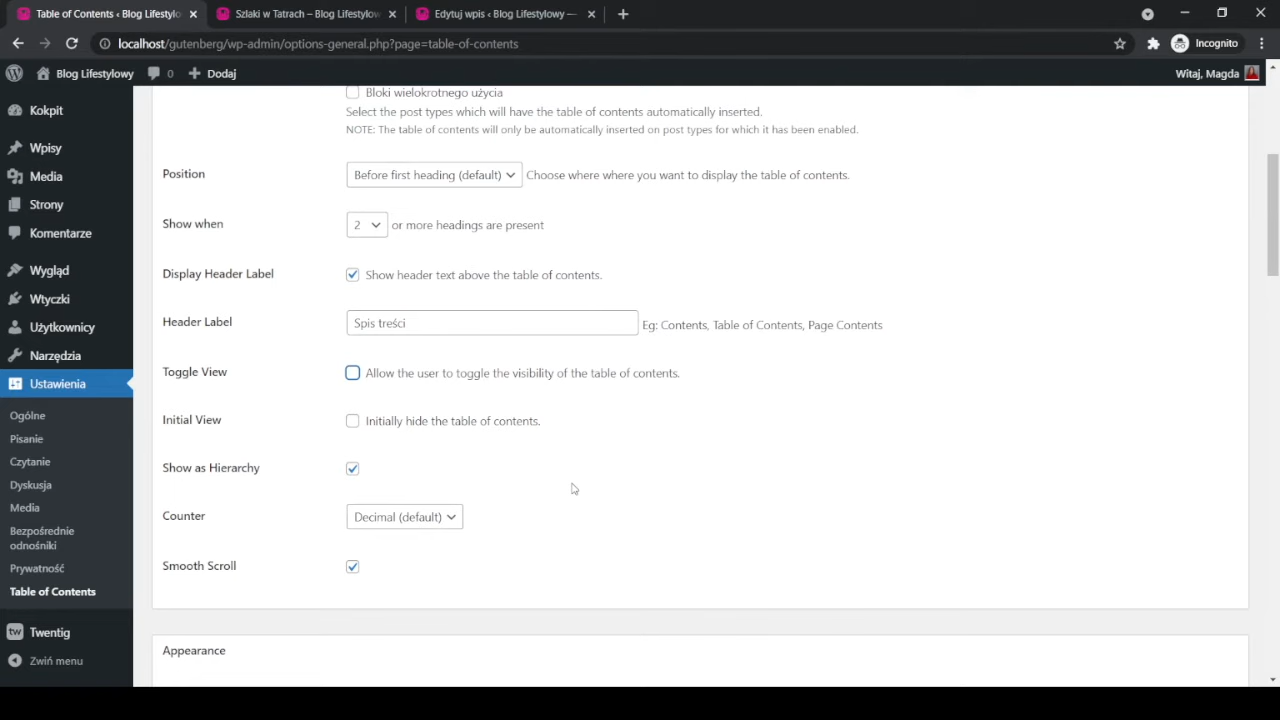 Table of Contents ‹ Blog Lifestylo
Szlaki w Tatrach – Blog Lifestylow
Edytuj wpis ‹ Blog Lifestylowy —
localhost/gutenberg/wp-admin/options-general.php?page=table-of-contents
Incognito
Blog Lifestylowy
0
Dodaj
Witaj, Magda
Kokpit
Wpisy
Media
Strony
Komentarze
Wygląd
Wtyczki
Użytkownicy
Narzędzia
Ustawienia
Ogólne
Pisanie
Czytanie
Dyskusja
Media
Bezpośrednie
odnośniki
Prywatność
Table of Contents
tw Twentig
Zwiń menu
Bloki wielokrotnego użycia
Select the post types which will have the table of contents automatically inserted.
NOTE: The table of contents will only be automatically inserted on post types for which it has been enabled.
Position
Before first heading (default) Choose where where you want to display the table of contents.
Show when
2 or more headings are present
Display Header Label
Show header text above the table of contents.
Header Label
Spis treści Eg: Contents, Table of Contents, Page Contents
Toggle View
Allow the user to toggle the visibility of the table of contents.
Initial View
Initially hide the table of contents.
Show as Hierarchy
Counter
Decimal (default)
Smooth Scroll
Appearance